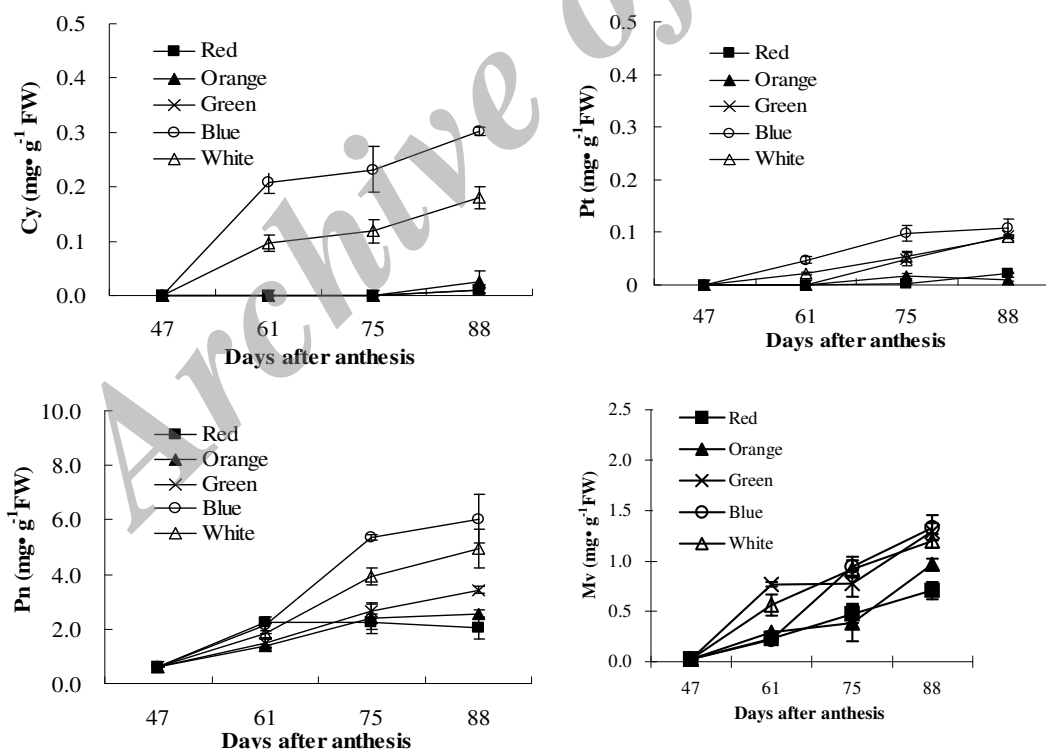 0.5
0.4
0.3
0.2
0.1
0.0
Cy (mg• g-1 FW)
Red
Orange
Green
Blue
White
47 61 75 88
Days after anthesis
0.5
0.4
0.3
0.2
0.1
0
Pt (mg• g-1 FW)
Red
Orange
Green
Blue
White
47 61 75 88
Days after anthesis
10.0
8.0
6.0
4.0
2.0
0.0
Pn (mg• g-1 FW)
Red
Orange
Green
Blue
White
47 61 75 88
Days after anthesis
2.5
2.0
1.5
1.0
0.5
0.0
Mv (mg• g-1 FW)
Red
Orange
Green
Blue
White
47 61 75 88
Days after anthesis
Archive of